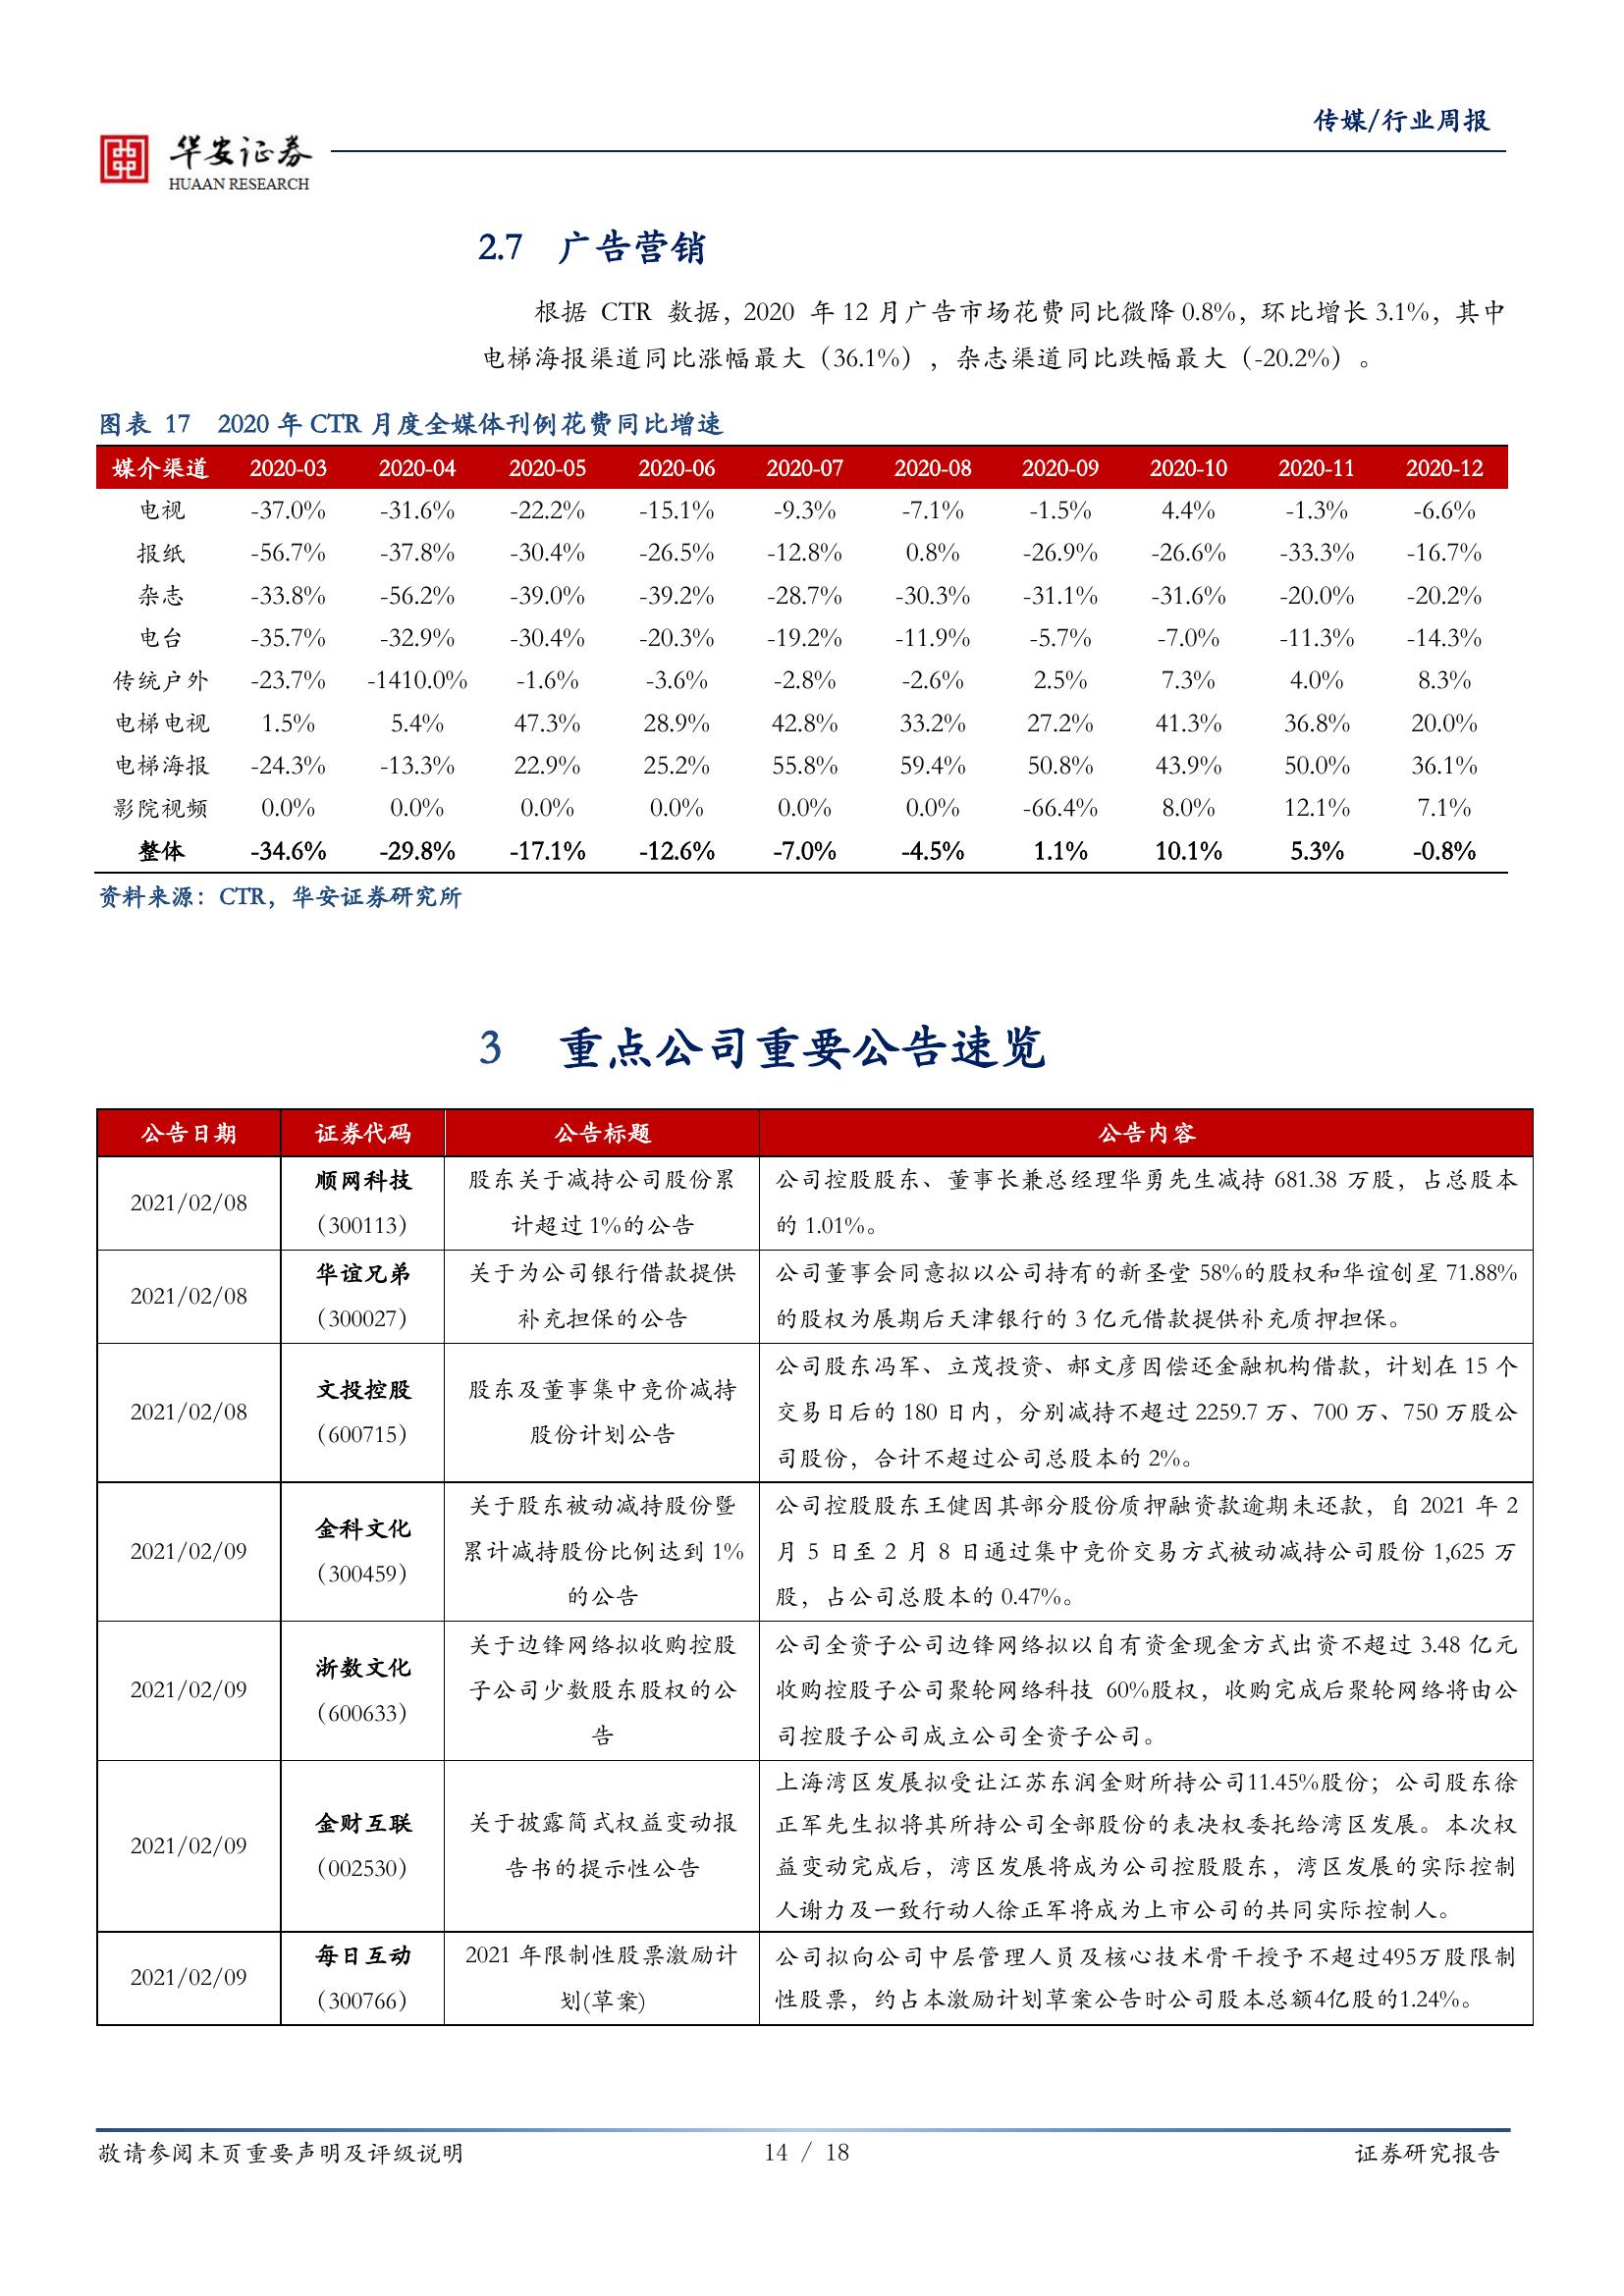 传媒/行业周报
华安证券
HUAAN RESEARCH
2.7 广告营销
根据 CTR 数据，2020 年 12 月广告市场花费同比微降 0.8%，环比增长 3.1%，其中
电梯海报渠道同比涨幅最大（36.1%），杂志渠道同比跌幅最大（-20.2%）。
图表 17 2020 年 CTR 月度全媒体刊例花费同比增速
媒介渠道 2020-03 2020-04 2020-05 2020-06 2020-07 2020-08 2020-09 2020-10 2020-11 2020-12
电视 -37.0% -31.6% -22.2% -15.1% -9.3% -7.1% -1.5% 4.4% -1.3% -6.6%
报纸 -56.7% -37.8% -30.4% -26.5% -12.8% 0.8% -26.9% -26.6% -33.3% -16.7%
杂志 -33.8% -56.2% -39.0% -39.2% -28.7% -30.3% -31.1% -31.6% -20.0% -20.2%
电台 -35.7% -32.9% -30.4% -20.3% -19.2% -11.9% -5.7% -7.0% -11.3% -14.3%
传统户外 -23.7% -1410.0% -1.6% -3.6% -2.8% -2.6% 2.5% 7.3% 4.0% 8.3%
电梯电视 1.5% 5.4% 47.3% 28.9% 42.8% 33.2% 27.2% 41.3% 36.8% 20.0%
电梯海报 -24.3% -13.3% 22.9% 25.2% 55.8% 59.4% 50.8% 43.9% 50.0% 36.1%
影院视频 0.0% 0.0% 0.0% 0.0% 0.0% 0.0% -66.4% 8.0% 12.1% 7.1%
整体 -34.6% -29.8% -17.1% -12.6% -7.0% -4.5% 1.1% 10.1% 5.3% -0.8%
资料来源：CTR，华安证券研究所
3 重点公司重要公告速览
公告日期 证券代码 公告标题 公告内容
2021/02/08
顺网科技
（300113）
股东关于减持公司股份累
计超过 1%的公告
公司控股股东、董事长兼总经理华勇先生减持 681.38 万股，占总股本
的 1.01%。
2021/02/08
华谊兄弟
（300027）
关于为公司银行借款提供
补充担保的公告
公司董事会同意拟以公司持有的新圣堂 58%的股权和华谊创星 71.88%
的股权为展期后天津银行的 3 亿元借款提供补充质押担保。
2021/02/08
文投控股
（600715）
股东及董事集中竞价减持
股份计划公告
公司股东冯军、立茂投资、郝文彦因偿还金融机构借款，计划在 15 个
交易日后的 180 日内，分别减持不超过 2259.7 万、700 万、750 万股公
司股份，合计不超过公司总股本的 2%。
2021/02/09
金科文化
（300459）
关于股东被动减持股份暨
累计减持股份比例达到 1%
的公告
公司控股股东王健因其部分股份质押融资款逾期未还款，自 2021 年 2
月 5 日至 2 月 8 日通过集中竞价交易方式被动减持公司股份 1,625 万
股，占公司总股本的 0.47%。
2021/02/09
浙数文化
（600633）
关于边锋网络拟收购控股
子公司少数股东股权的公
告
公司全资子公司边锋网络拟以自有资金现金方式出资不超过 3.48 亿元
收购控股子公司聚轮网络科技 60%股权，收购完成后聚轮网络将由公
司控股子公司成立公司全资子公司。
2021/02/09
金财互联
（002530）
关于披露简式权益变动报
告书的提示性公告
上海湾区发展拟受让江苏东润金财所持公司11.45%股份；公司股东徐
正军先生拟将其所持公司全部股份的表决权委托给湾区发展。本次权
益变动完成后，湾区发展将成为公司控股股东，湾区发展的实际控制
人谢力及一致行动人徐正军将成为上市公司的共同实际控制人。
2021/02/09
每日互动
（300766）
2021 年限制性股票激励计
划(草案)
公司拟向公司中层管理人员及核心技术骨干授予不超过495万股限制
性股票，约占本激励计划草案公告时公司股本总额4亿股的1.24%。
敬请参阅末页重要声明及评级说明 14 / 18 证券研究报告